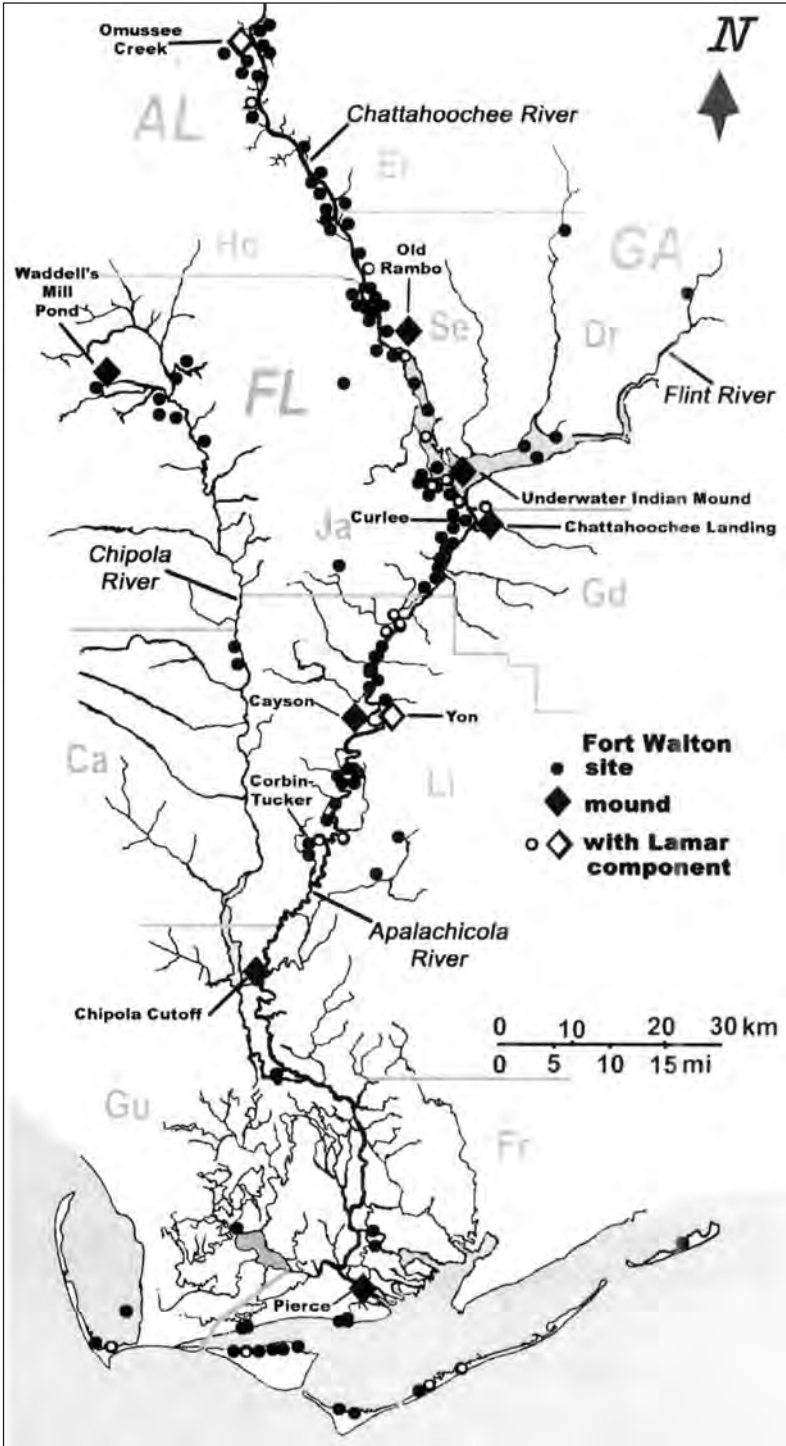 Omussee
Creek
N
AL
Chattahoochee River
Er
Ho
GA
Old
Rambo
Waddell's
Mill
Pond
Se
Dr
FL
Flint River
Underwater Indian Mound
Curlee
Chattahoochee Landing
Ja
Chipola
River
Gd
Cayson
Yon
Fort Walton
site
mound
with Lamar
component
Ca
Li
Corbin-
Tucker
Apalachicola
River
Chipola Cutoff
0 10 20 30 km
0 5 10 15 mi
Gu
Fr
Pierce